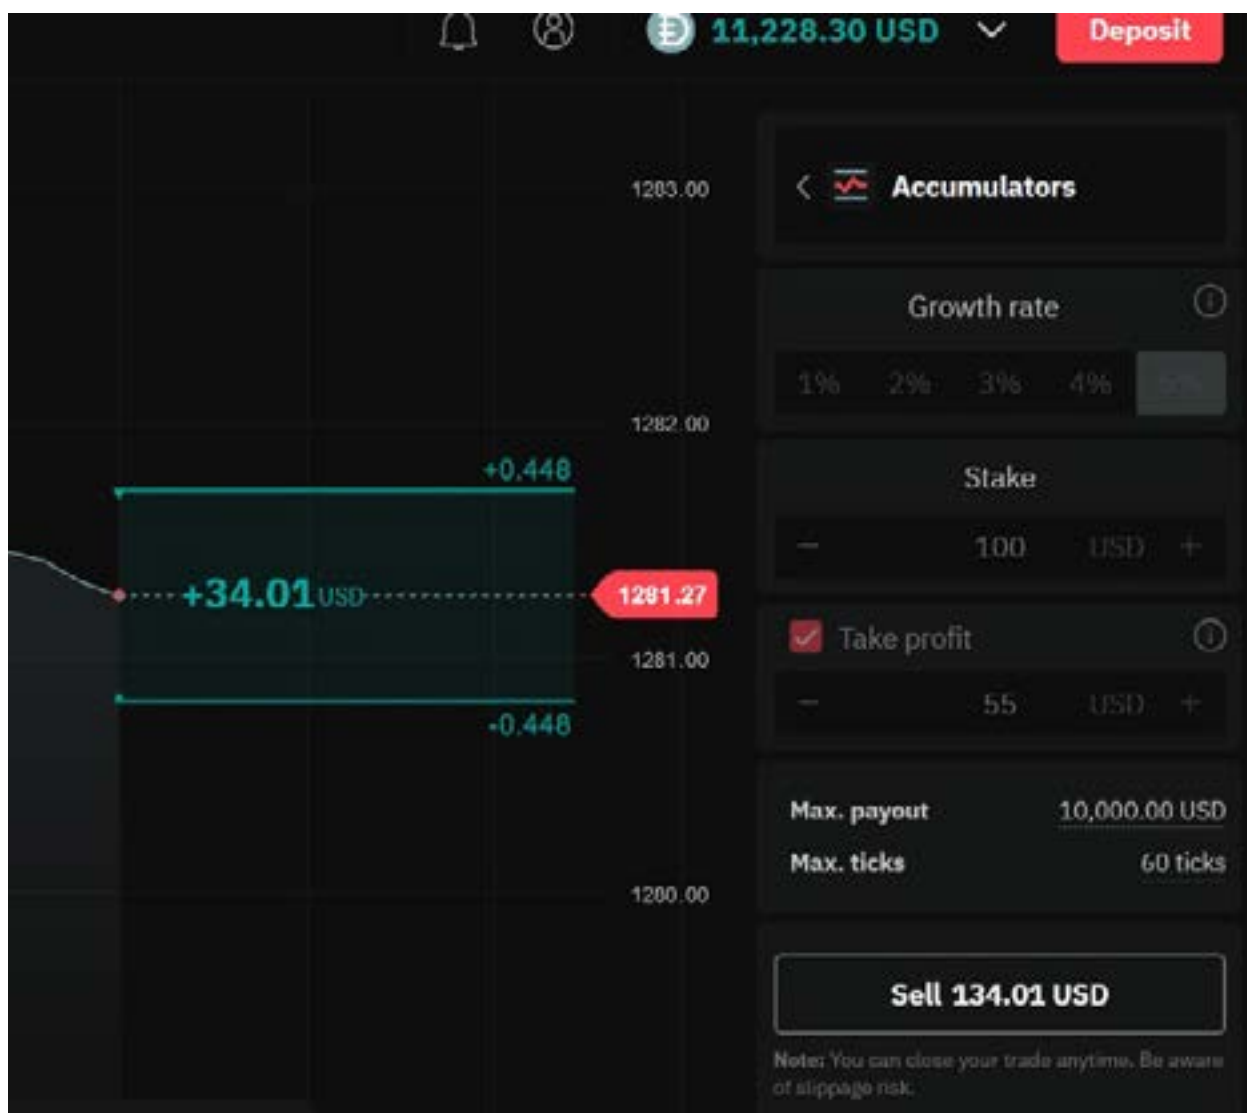 11,228.30 USD
Deposit
1283.00
Accumulators
Growth rate
1% 2% 3% 4% 5%
1282.00
+0.448
Stake
- 100 USD +
+34.01 USD
1281.27
Take profit
1281.00
- 55 USD +
-0.448
Max. payout 10,000.00 USD
Max. ticks 60 ticks
1280.00
Sell 134.01 USD
Note: You can close your trade anytime. Be aware
of slippage risk.